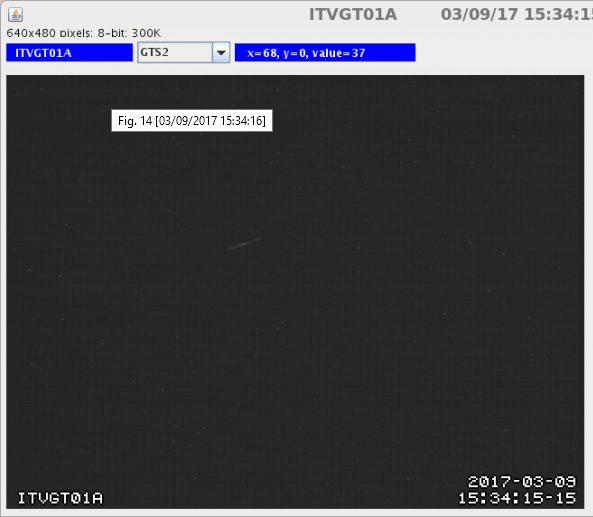 ITVGT01A 03/09/17 15:34:1
640x480 pixels: 8-bit: 300K
ITVGT01A GTS2 x=68, y=0, value=37
Fig. 14 [03/09/2017 15:34:16]
2017-03-09
ITVGT01A 15:34:15-15